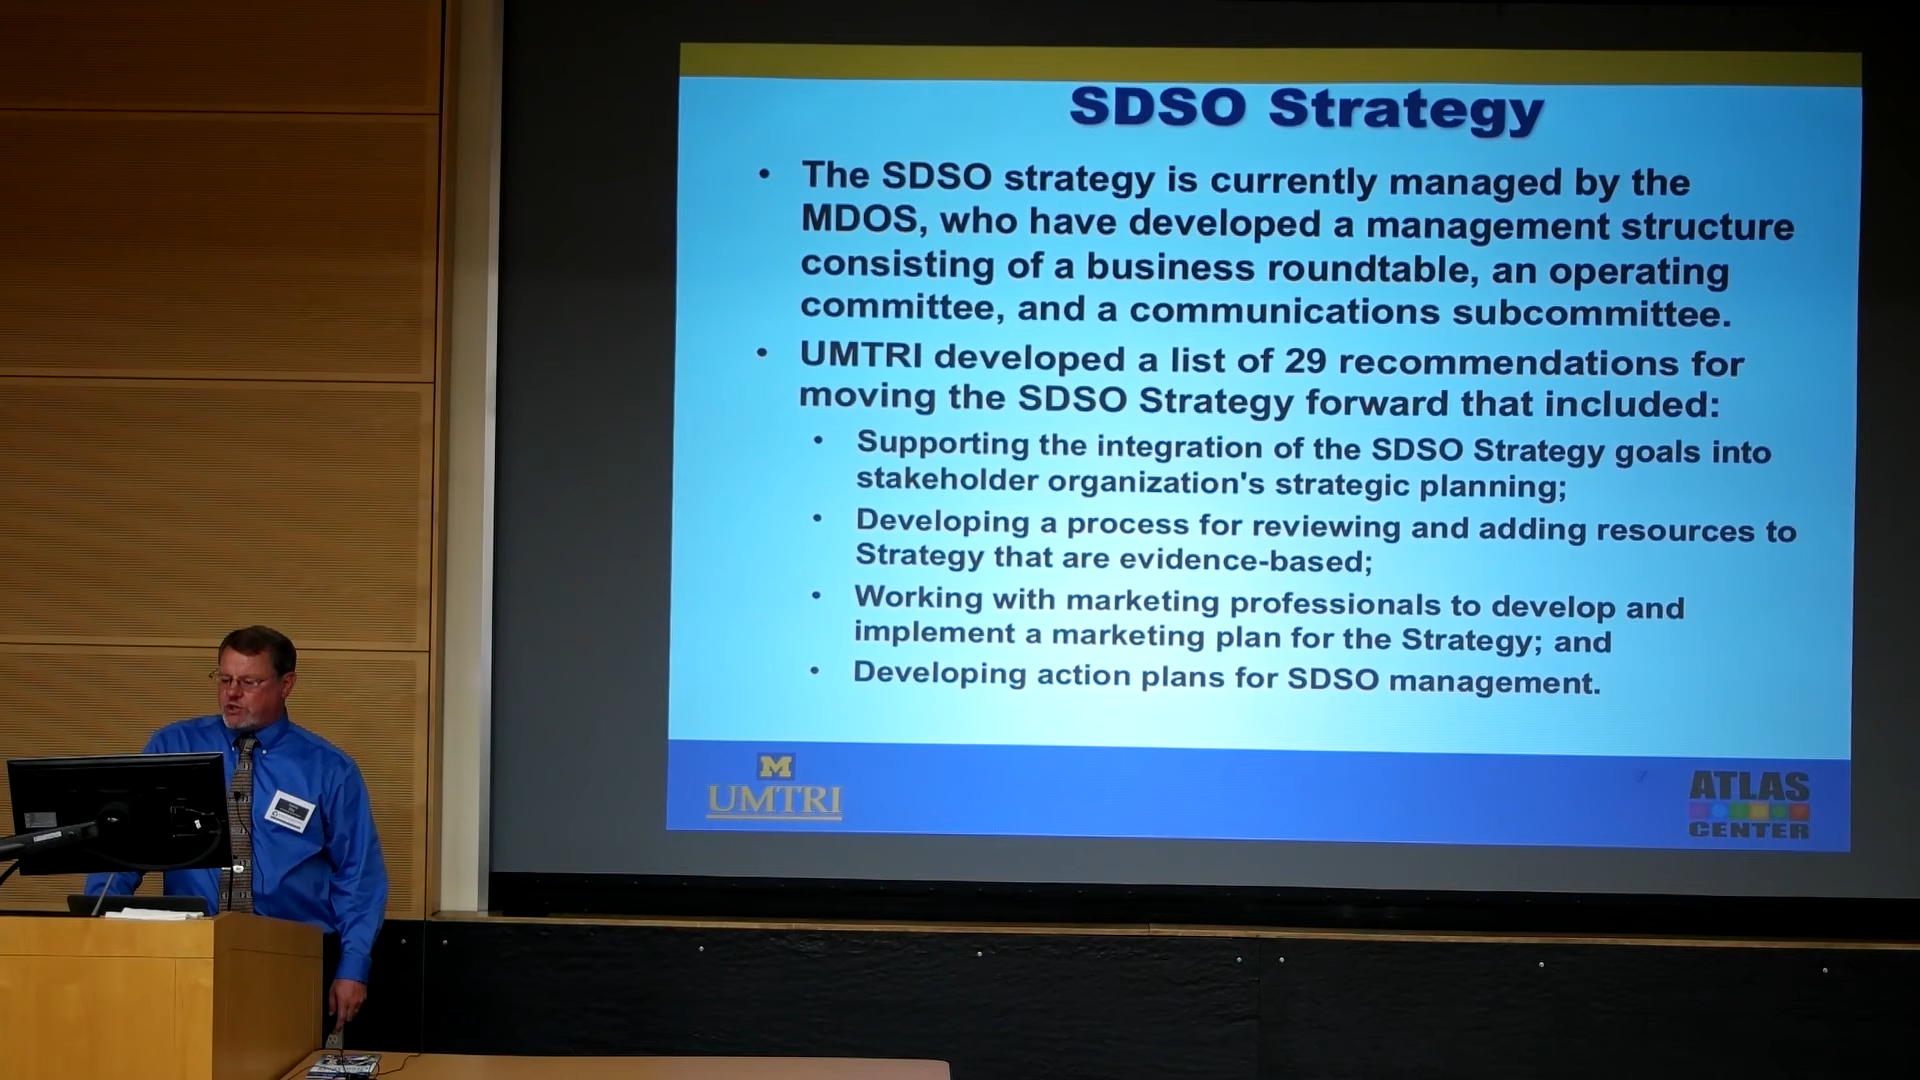 SDSO Strategy
• The SDSO strategy is currently managed by the
MDOS, who have developed a management structure
consisting of a business roundtable, an operating
committee, and a communications subcommittee.
• UMTRI developed a list of 29 recommendations for
moving the SDSO Strategy forward that included:
• Supporting the integration of the SDSO Strategy goals into
stakeholder organization's strategic planning;
• Developing a process for reviewing and adding resources to
Strategy that are evidence-based;
• Working with marketing professionals to develop and
implement a marketing plan for the Strategy; and
• Developing action plans for SDSO management.
M
UMTRI
ATLAS
CENTER